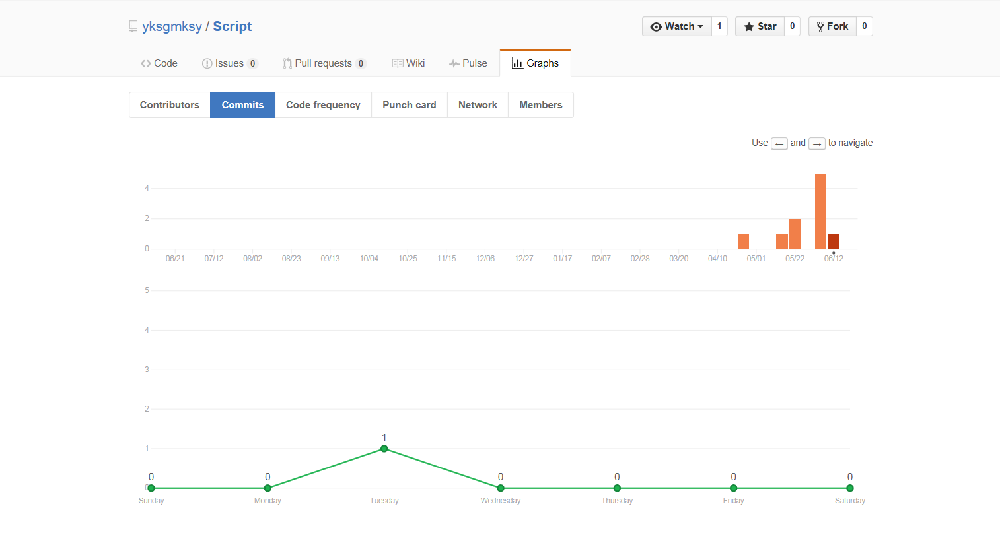 yksgmksy / Script
Watch 1 Star 0 Fork 0
Code Issues 0 Pull requests 0 Wiki Pulse Graphs
Contributors Commits Code frequency Punch card Network Members
Use ← and → to navigate
4
2
0
06/21 07/12 08/02 08/23 09/13 10/04 10/25 11/15 12/06 12/27 01/17 02/07 02/28 03/20 04/10 05/01 05/22 06/12
5
4
3
2
1
1
0 0 0 0 0 0
0
Sunday Monday Tuesday Wednesday Thursday Friday Saturday